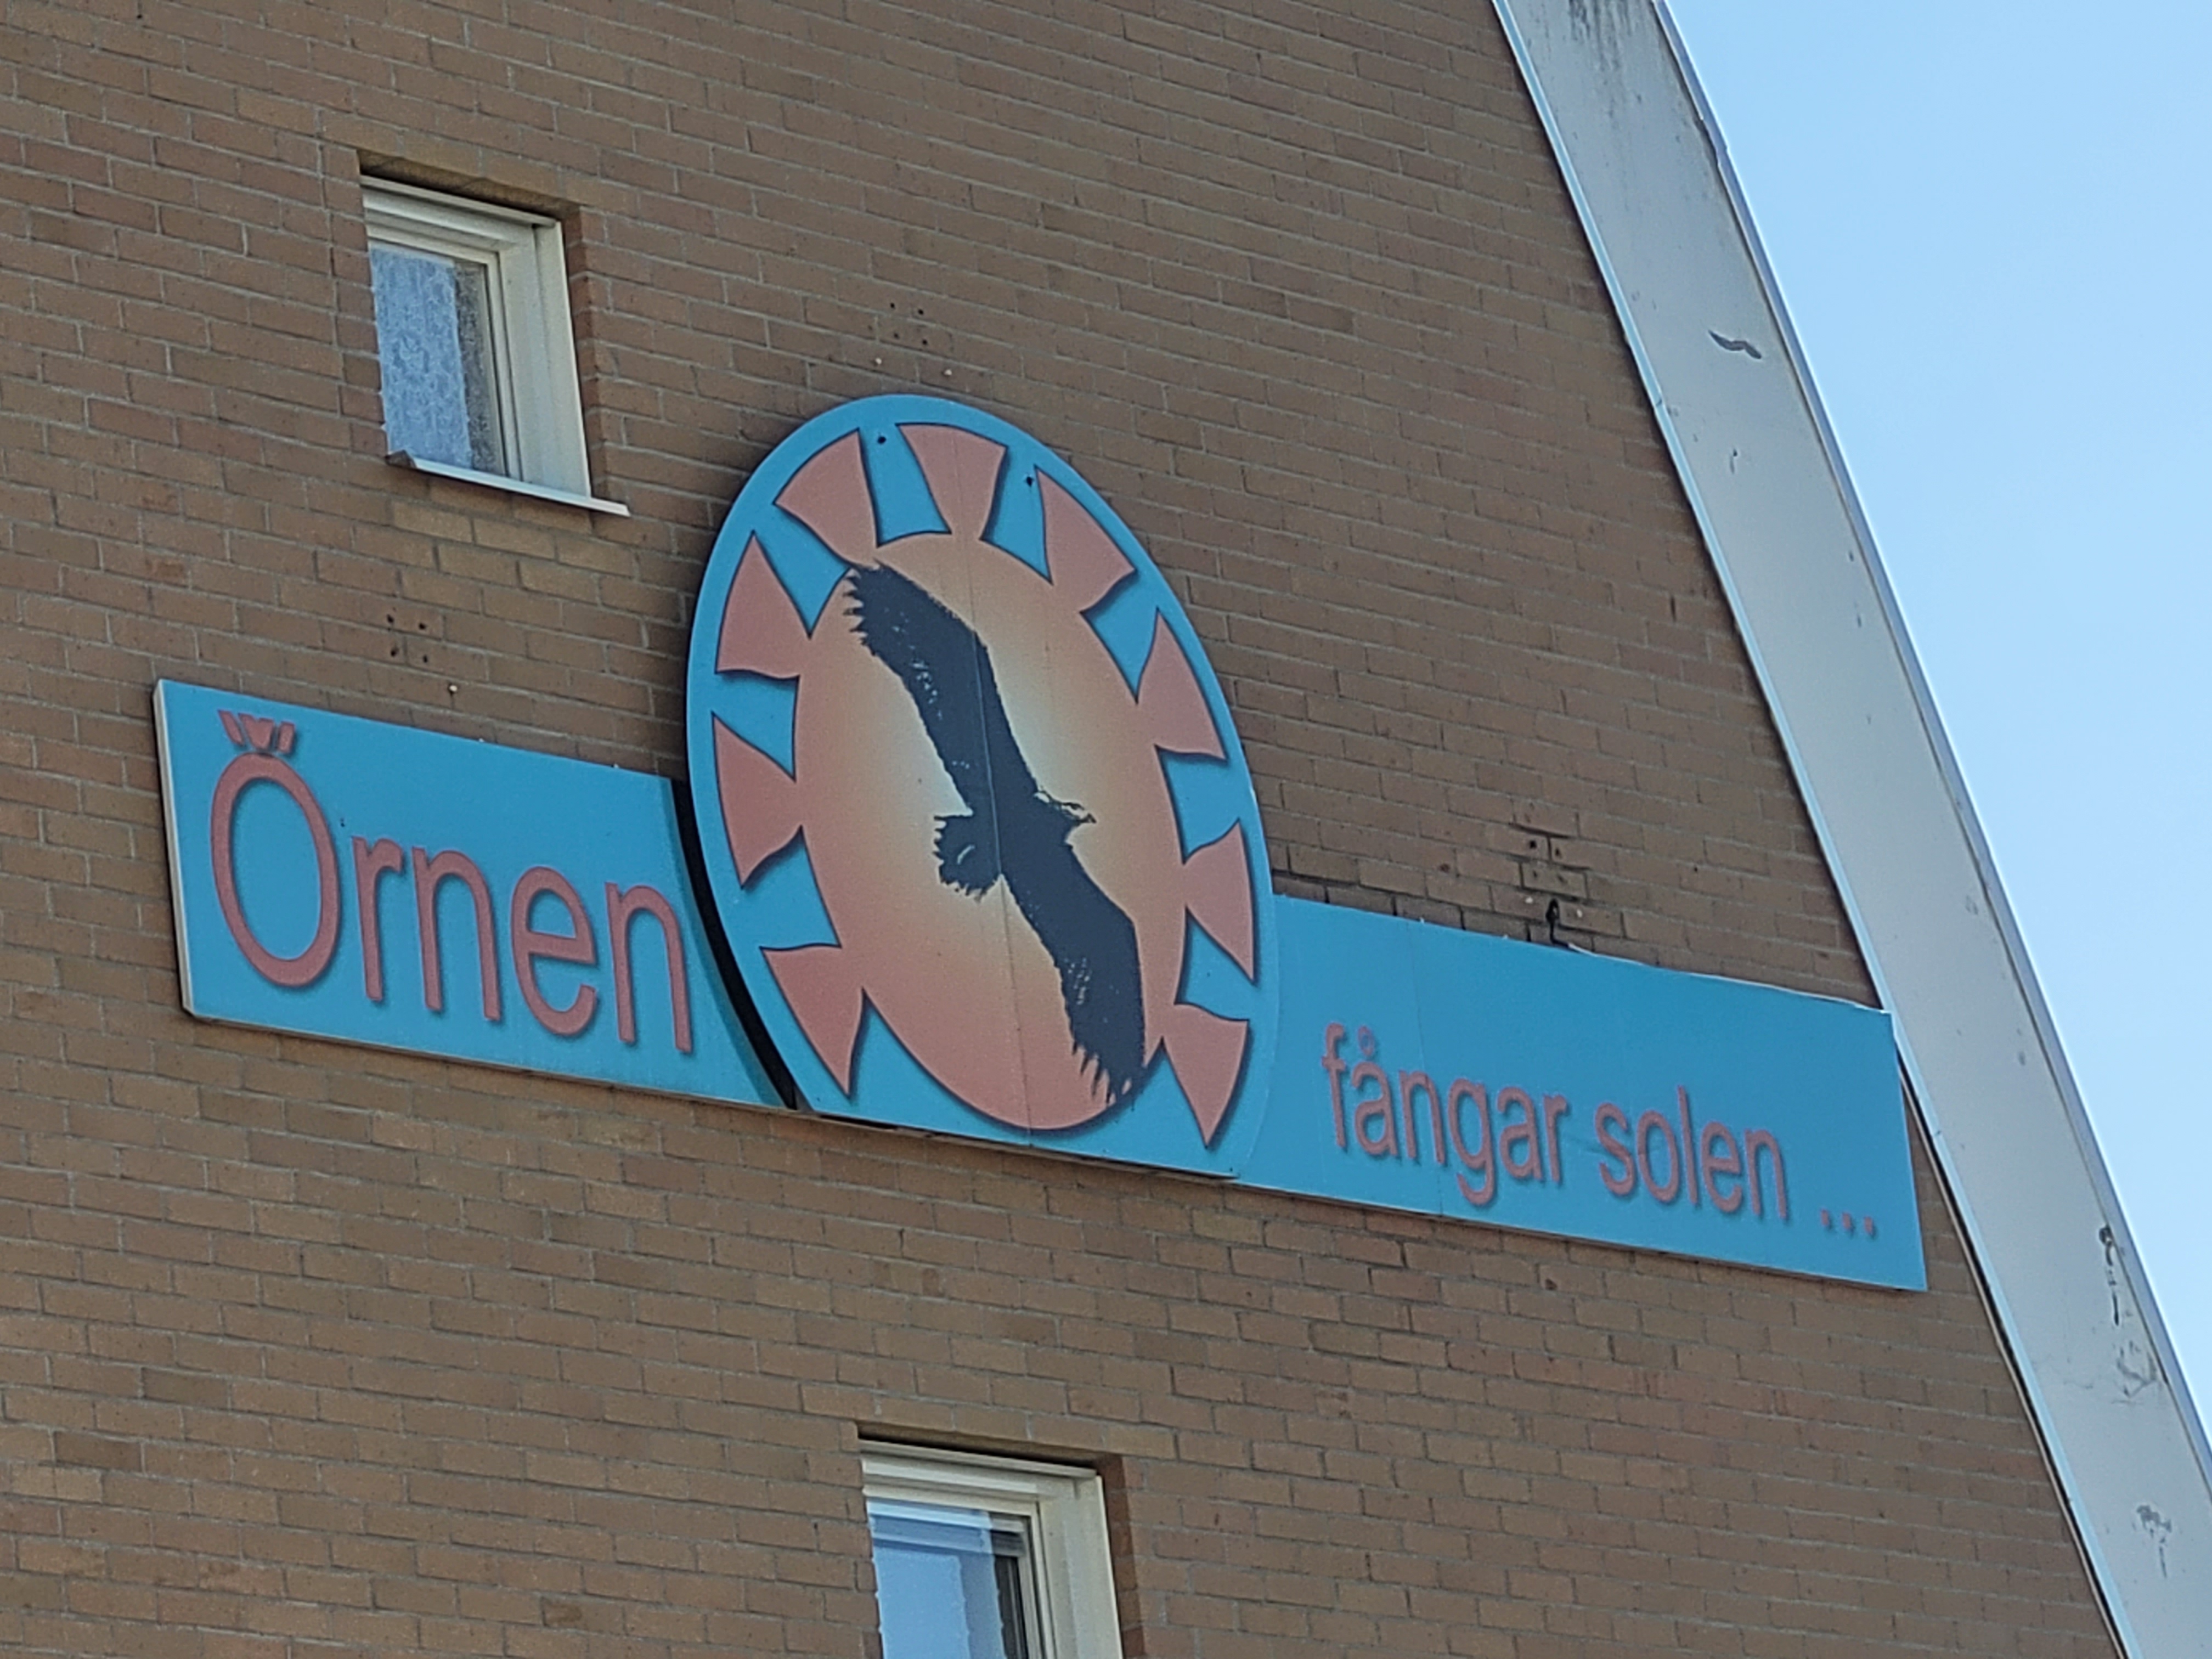 Örnen
fångar solen ...